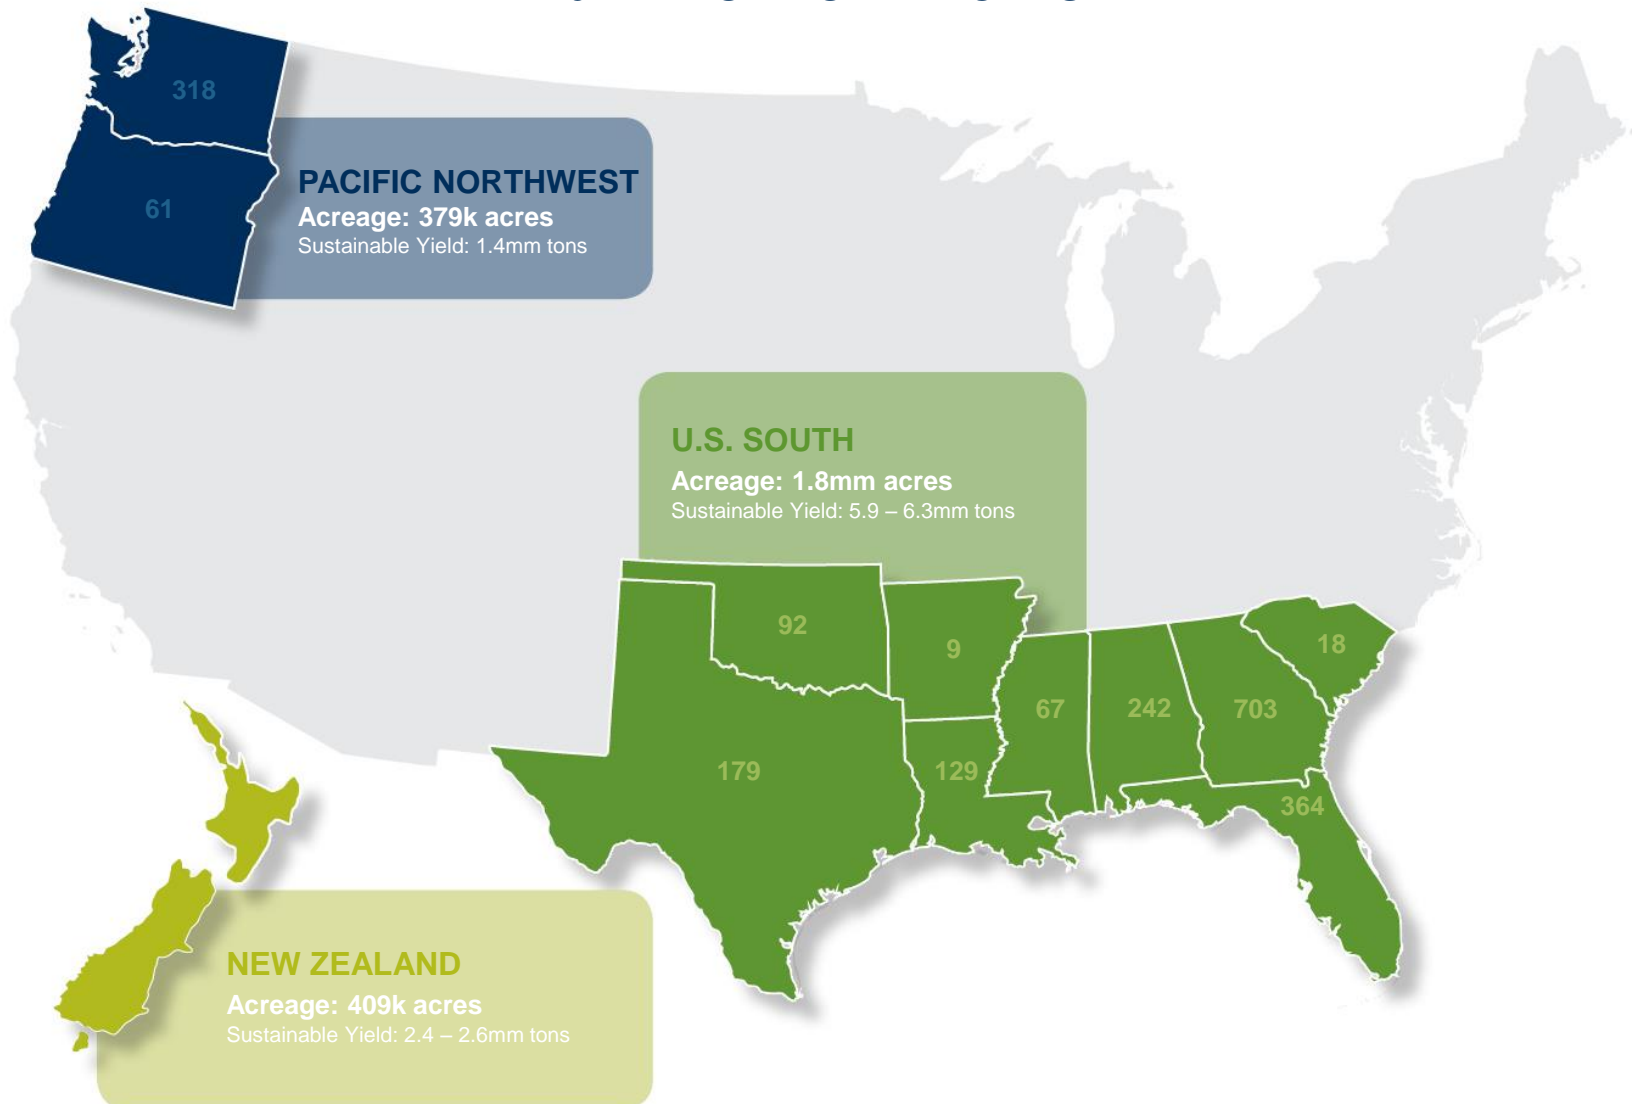 318
PACIFIC NORTHWEST
Acreage: 379k acres
61
Sustainable Yield: 1.4mm tons
U.S. SOUTH
Acreage: 1.8mm acres
Sustainable Yield: 5.9 – 6.3mm tons
92
9
18
67
242
703
179
129
364
NEW ZEALAND
Acreage: 409k acres
Sustainable Yield: 2.4 – 2.6mm tons